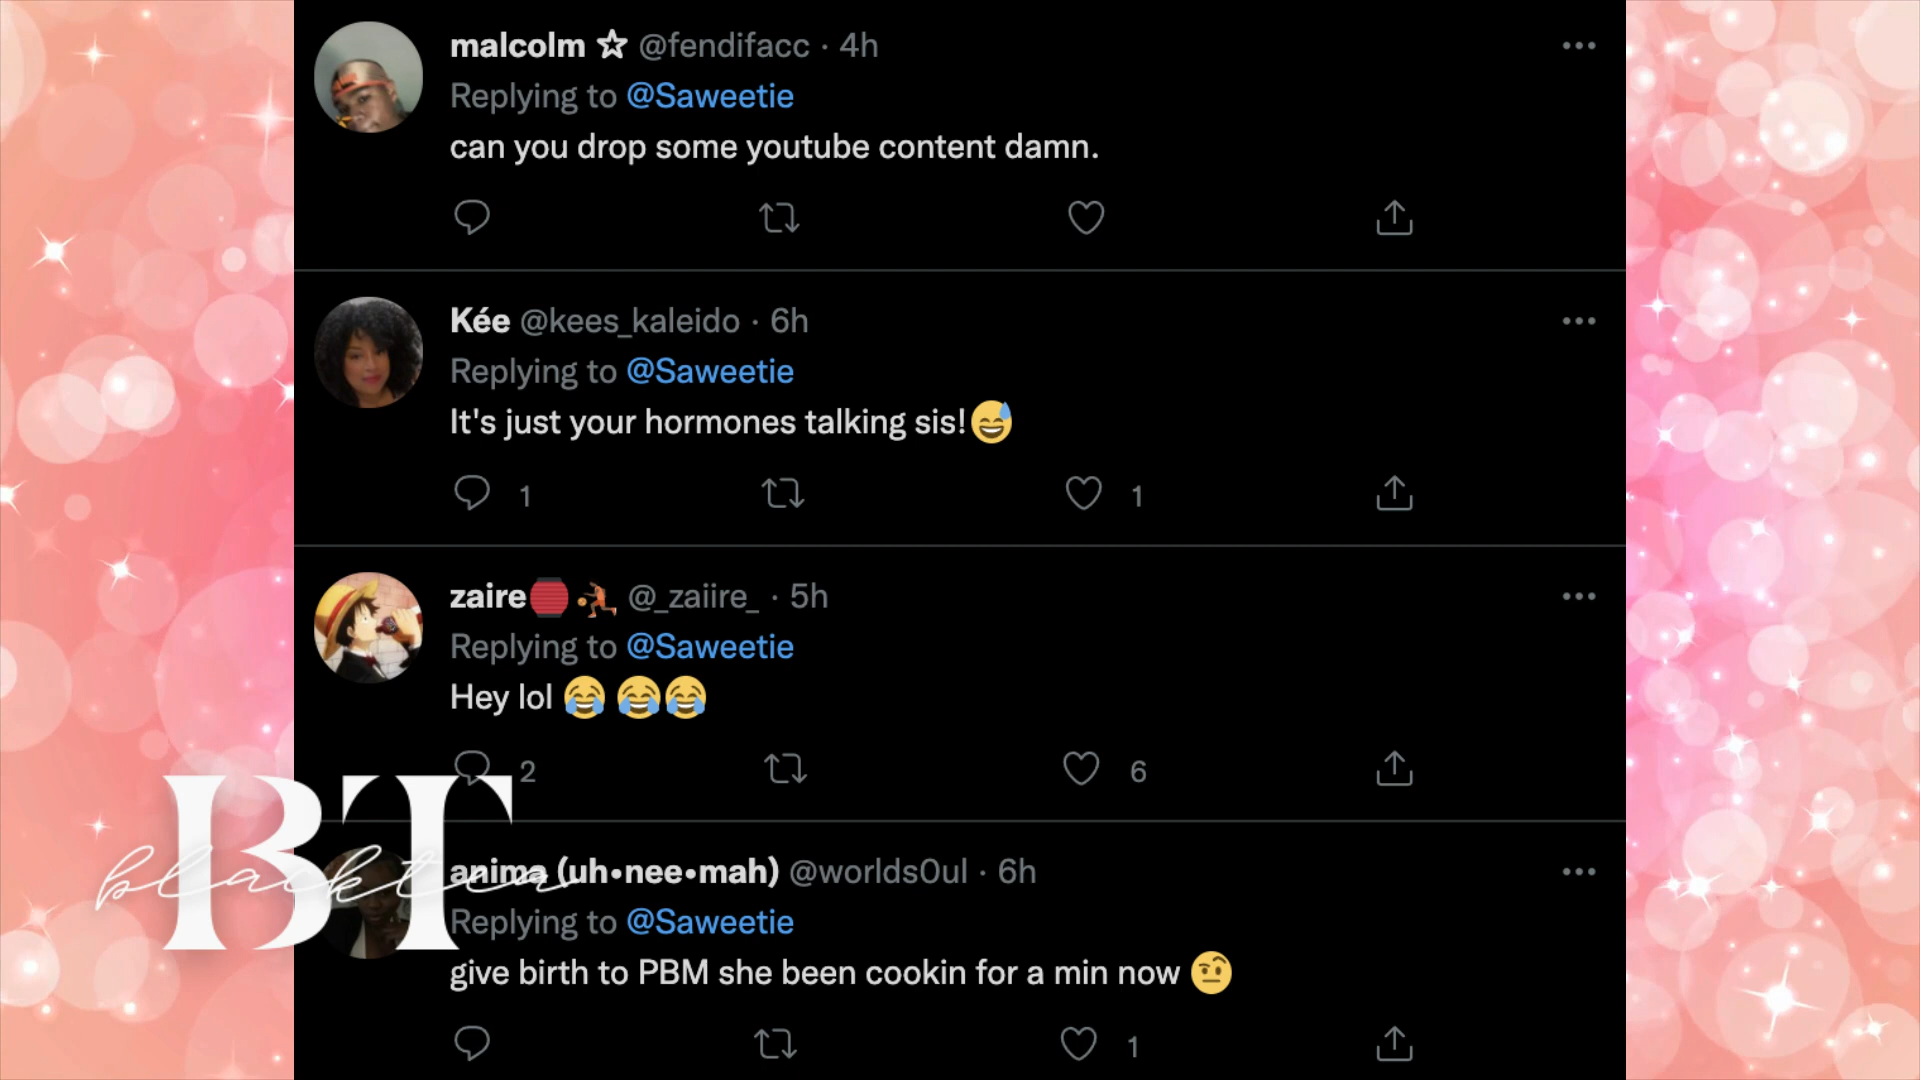 malcolm ☆ @fendifacc · 4h
Replying to @Saweetie
can you drop some youtube content damn.
Kée @kees_kaleido · 6h
Replying to @Saweetie
It's just your hormones talking sis!😅
1 1
zaire🏮⛹🏾 @_zaiire_ · 5h
Replying to @Saweetie
Hey lol 😂 😂😂
2 6
BT
blacktea
anima (uh•nee•mah) @worlds0ul · 6h
Replying to @Saweetie
give birth to PBM she been cookin for a min now 🤨
1